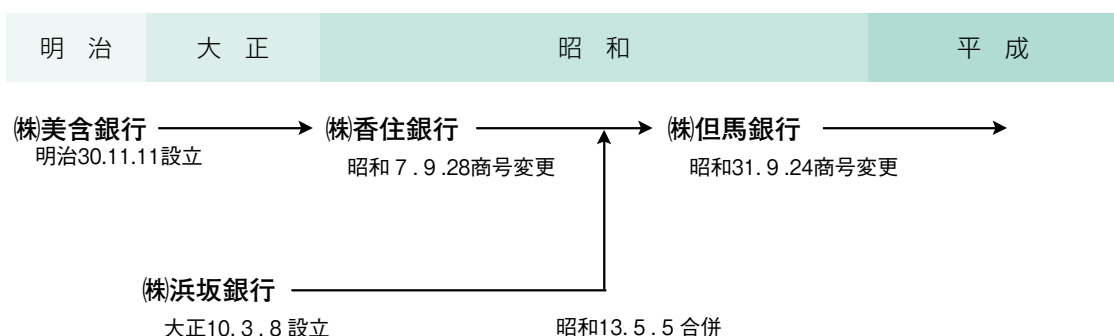 明治 大正 昭和 平成
㈱美含銀行 ㈱香住銀行 ㈱但馬銀行
明治30.11.11設立 昭和7.9.28商号変更 昭和31.9.24商号変更
㈱浜坂銀行
大正10.3.8設立 昭和13.5.5合併